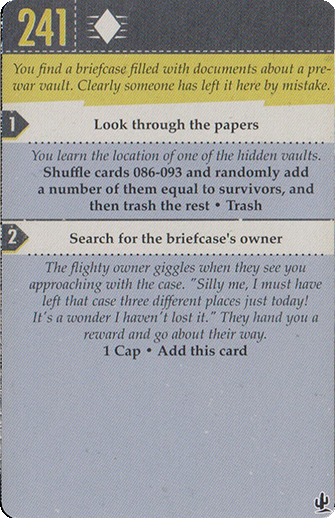 241
You find a briefcase filled with documents about a pre-
war vault. Clearly someone has left it here by mistake.
1
Look through the papers
You learn the location of one of the hidden vaults.
Shuffle cards 086-093 and randomly add
a number of them equal to survivors, and
then trash the rest • Trash
2
Search for the briefcase's owner
The flighty owner giggles when they see you
approaching with the case. "Silly me, I must have
left that case three different places just today!
It's a wonder I haven't lost it." They hand you a
reward and go about their way.
1 Cap • Add this card